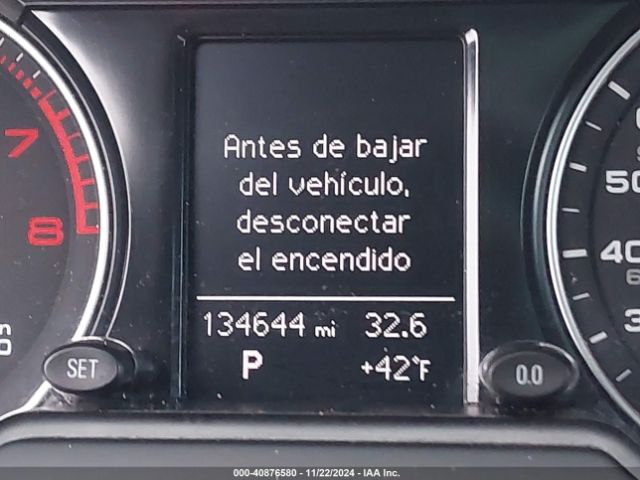 Antes de bajar
del vehículo,
desconectar
el encendido
134644 mi 32.6
P +42°F
7
8
SET
0.0
50
40
000-40876580 - 11/22/2024 - IAA Inc.